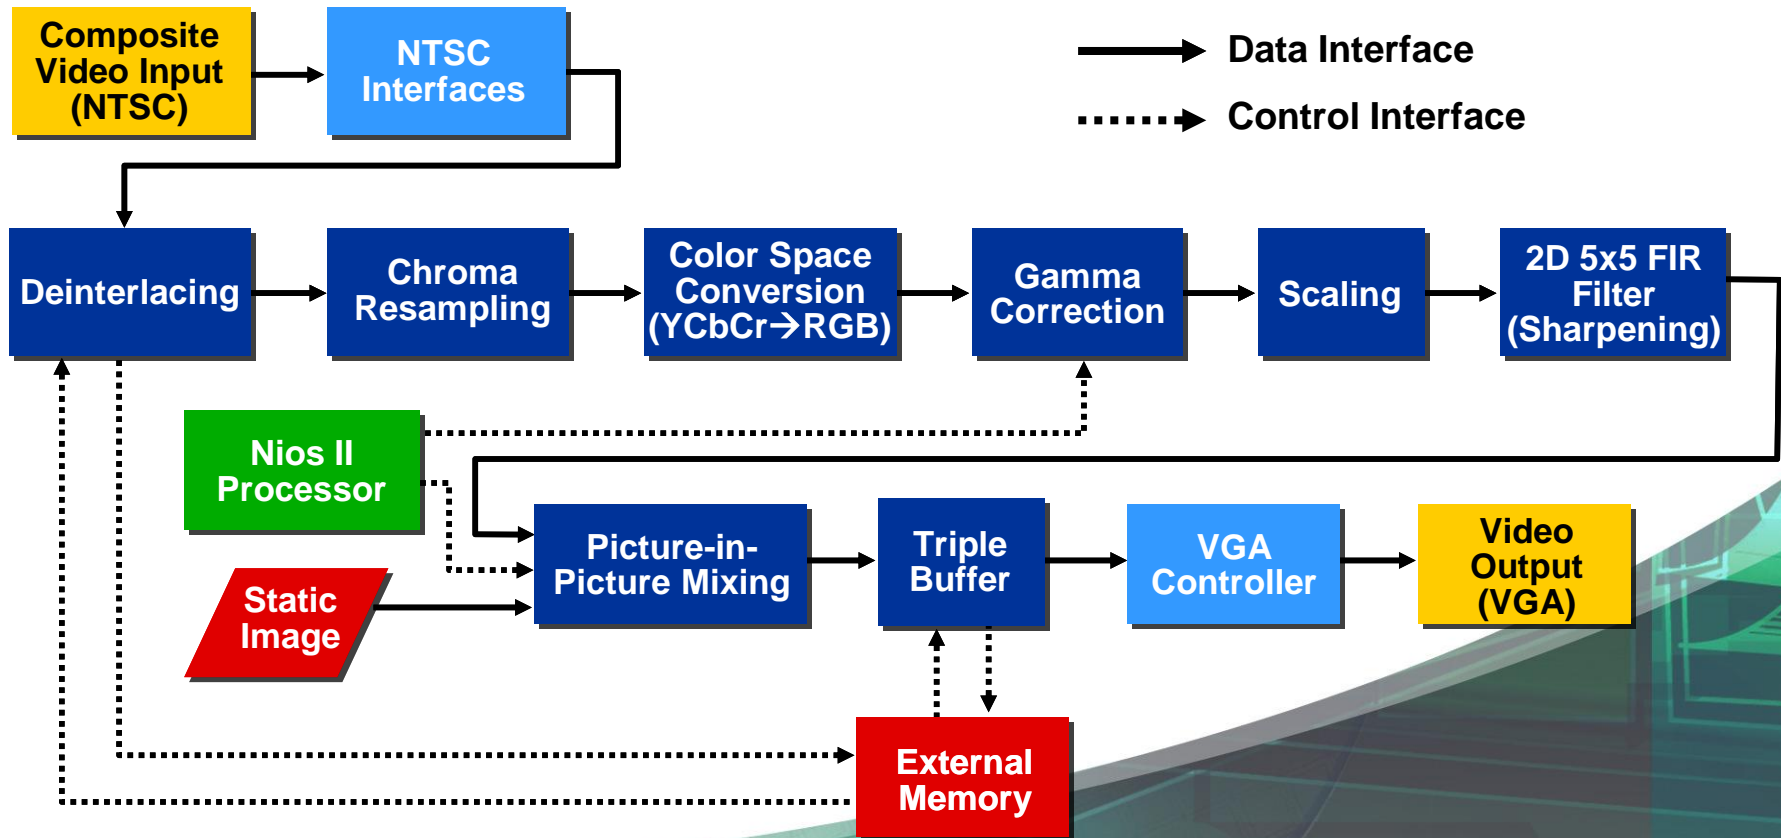 Composite
Video Input
(NTSC)
NTSC
Interfaces
Data Interface
Control Interface
Deinterlacing
Chroma
Resampling
Color Space
Conversion
(YCbCr→RGB)
Gamma
Correction
Scaling
2D 5x5 FIR
Filter
(Sharpening)
Nios II
Processor
Static
Image
Picture-in-
Picture Mixing
Triple
Buffer
VGA
Controller
Video
Output
(VGA)
External
Memory